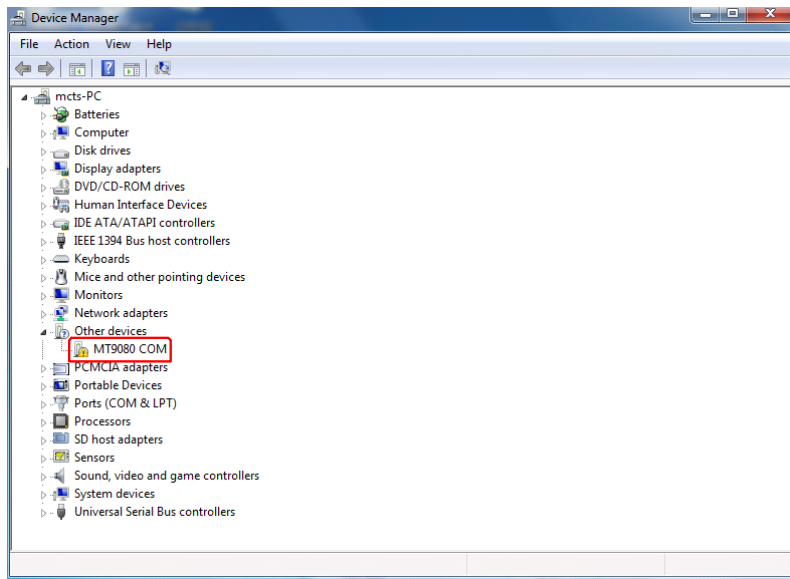 Device Manager
File Action View Help
mcts-PC
Batteries
Computer
Disk drives
Display adapters
DVD/CD-ROM drives
Human Interface Devices
IDE ATA/ATAPI controllers
IEEE 1394 Bus host controllers
Keyboards
Mice and other pointing devices
Monitors
Network adapters
Other devices
MT9080 COM
PCMCIA adapters
Portable Devices
Ports (COM & LPT)
Processors
SD host adapters
Sensors
Sound, video and game controllers
System devices
Universal Serial Bus controllers